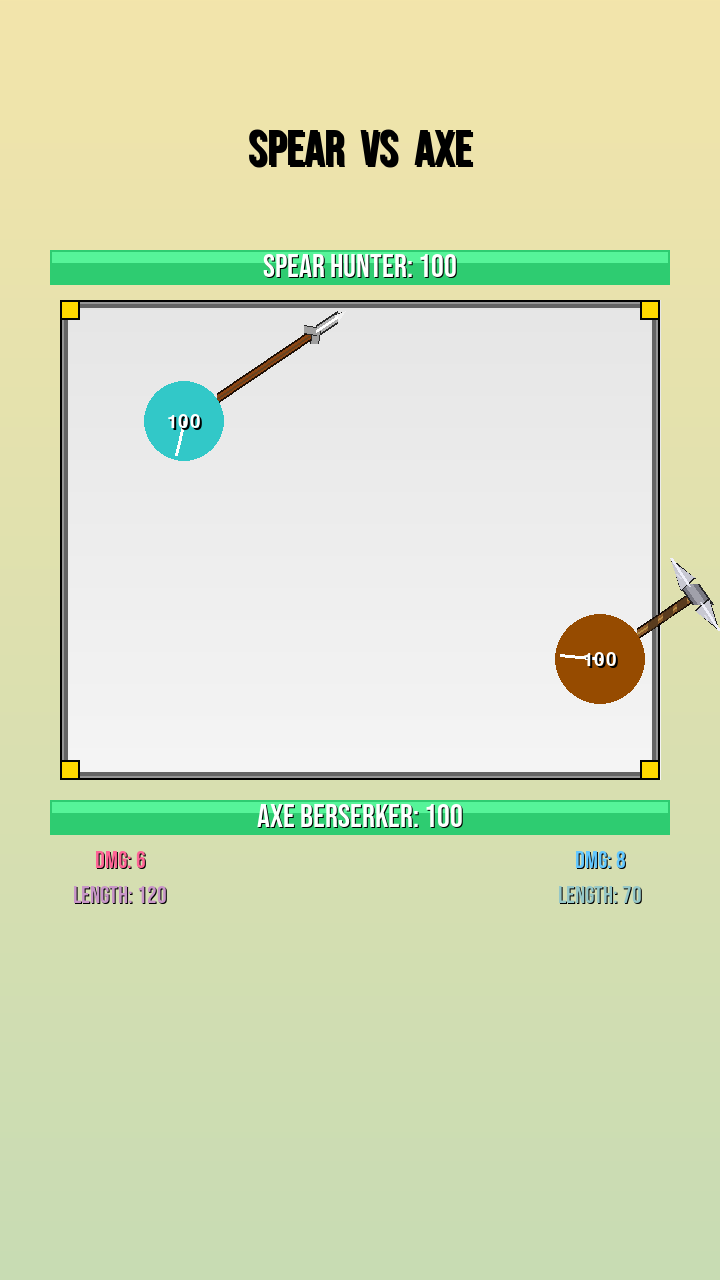 SPEAR VS AXE
SPEAR HUNTER: 100
100
100
AXE BERSERKER: 100
DMG: 6
DMG: 8
LENGTH: 120
LENGTH: 70